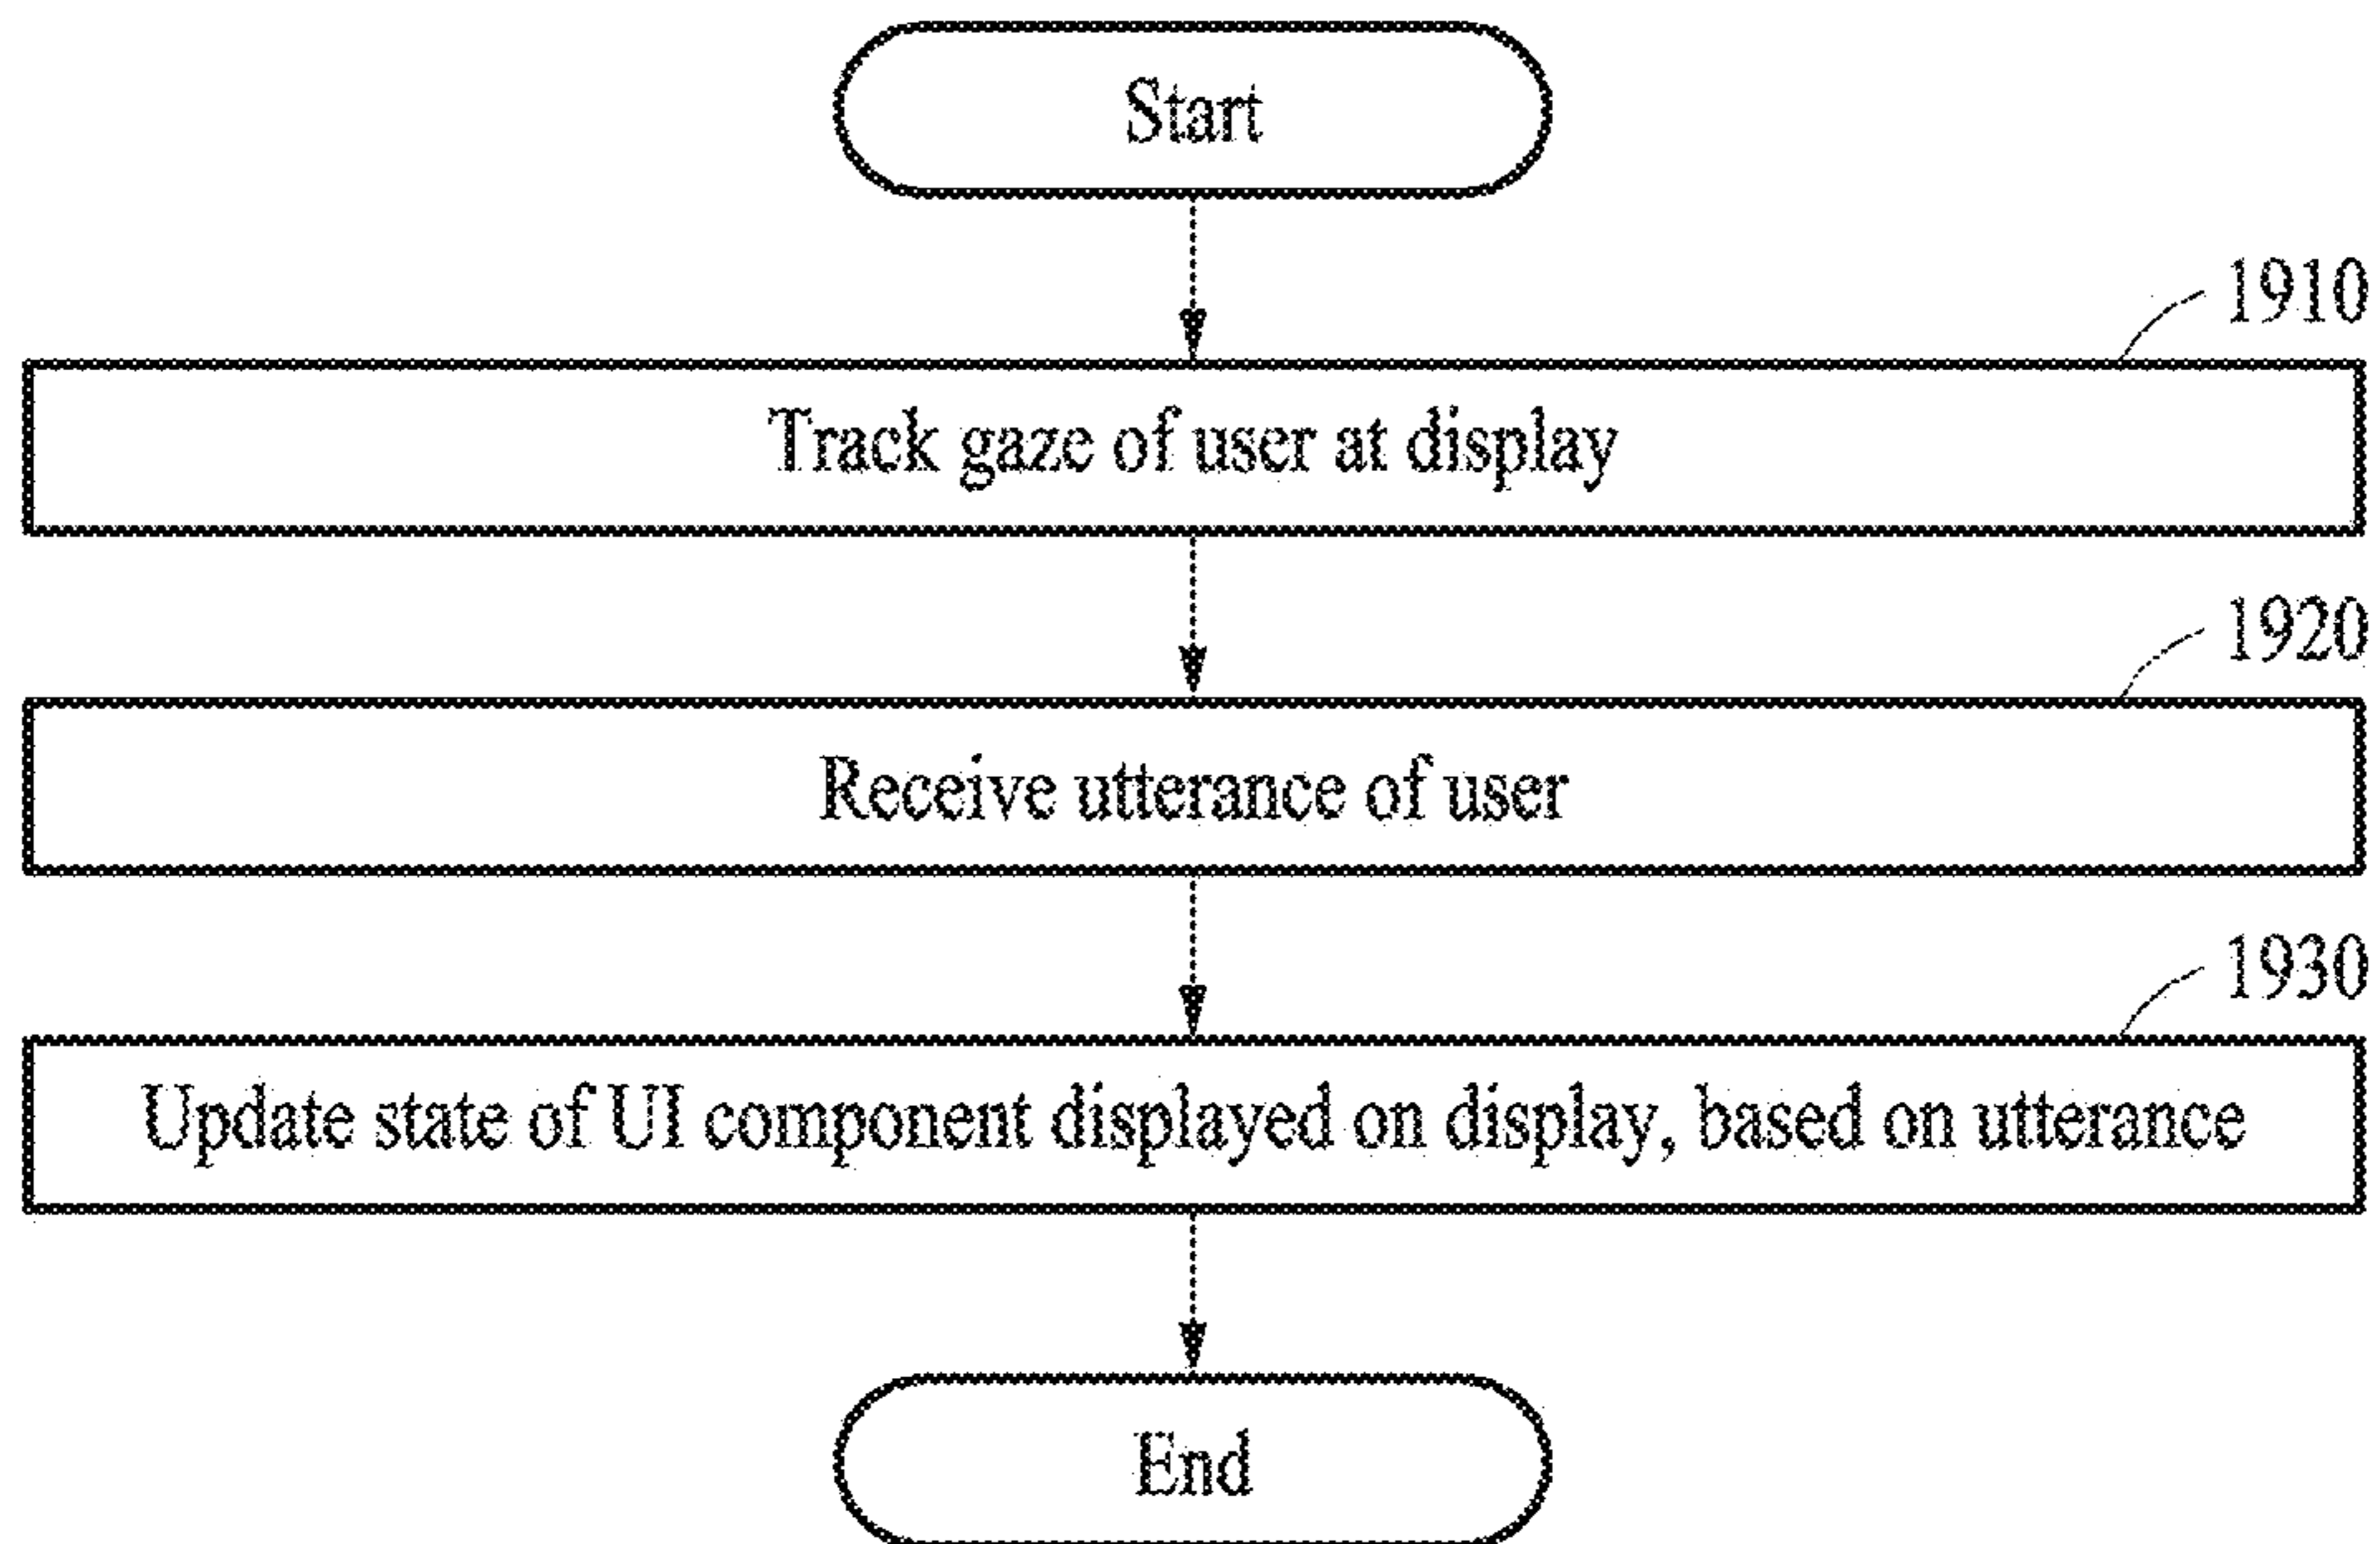 Start
1910
Track gaze of user at display
1920
Receive utterance of user
1930
Update state of UI component displayed on display, based on utterance
End